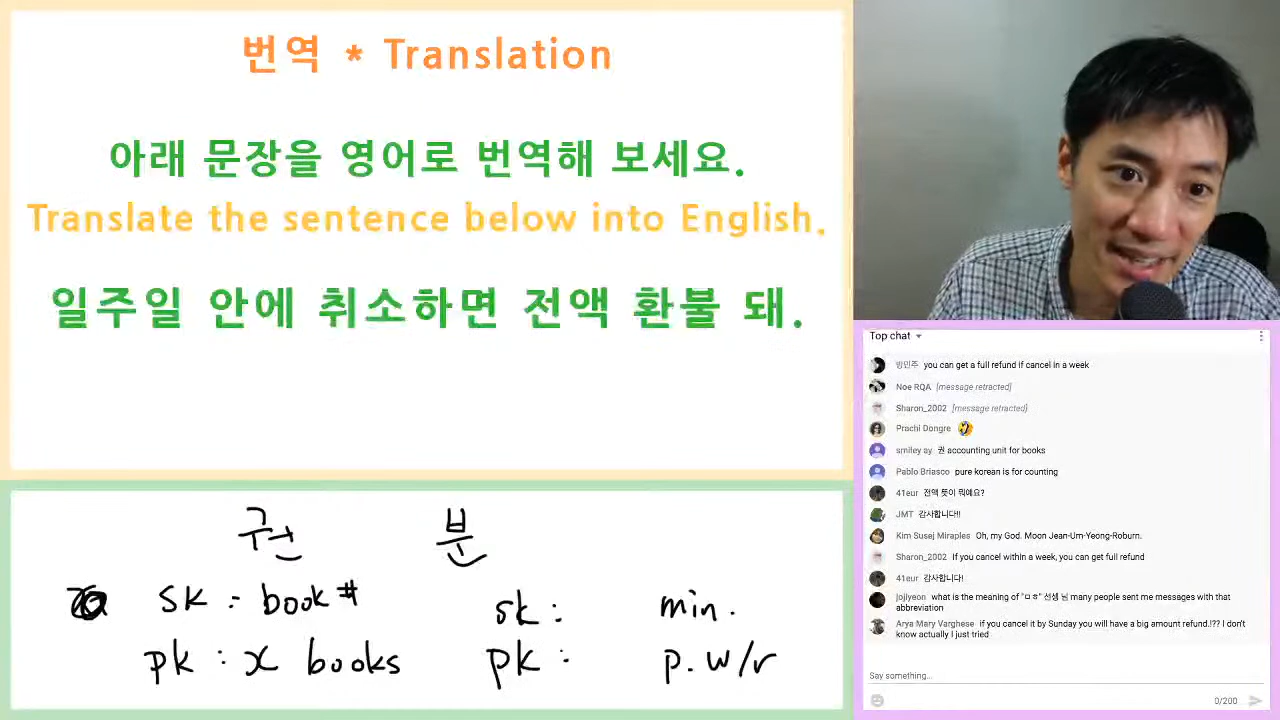 번역 * Translation
아래 문장을 영어로 번역해 보세요.
Translate the sentence below into English.
일주일 안에 취소하면 전액 환불 돼.
권 분
sk : book#
sk : min.
pk : x books
pk : p. w/r
Top chat
방민주 you can get a full refund if cancel in a week
Noe RQA [message retracted]
Sharon_2002 [message retracted]
Prachi Dongre
smiley ay 권 accounting unit for books
Pablo Briasco pure korean is for counting
41eur 전액 뜻이 뭐예요?
JMT 감사합니다!!
Kim Susej Miraples Oh, my God. Moon Jean-Um-Yeong-Roburn.
Sharon_2002 If you cancel within a week, you can get full refund
41eur 감사합니다!
jojiyeon what is the meaning of "ㅁㅎ" 선생 님 many people sent me messages with that
abbreviation
Arya Mary Varghese if you cancel it by Sunday you will have a big amount refund.!?? I don't
know actually I just tried
Say something...
0/200